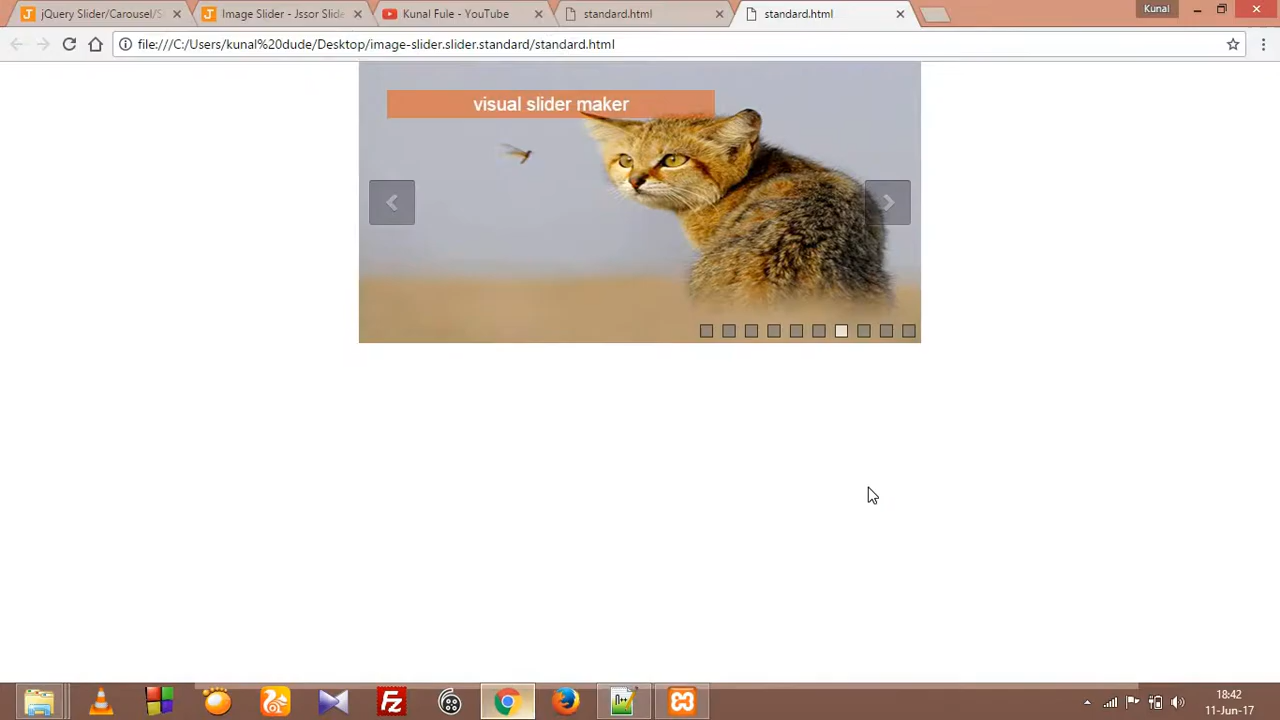 jQuery Slider/Carousel/S
Image Slider - Jssor Slide
Kunal Fule - YouTube
standard.html
standard.html
Kunal
file:///C:/Users/kunal%20dude/Desktop/image-slider.slider.standard/standard.html
visual slider maker
18:42
11-Jun-17